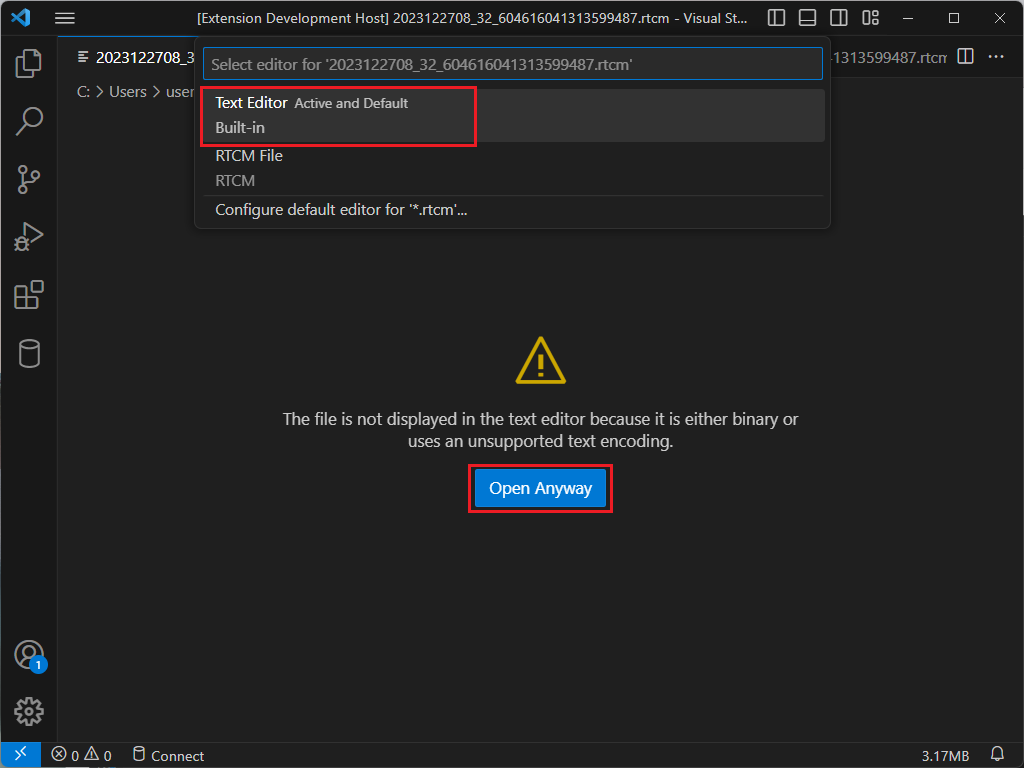 [Extension Development Host] 2023122708_32_604616041313599487.rtcm - Visual St...
2023122708_3
1313599487.rtcm
Select editor for '2023122708_32_604616041313599487.rtcm'
C: > Users > user
Text Editor Active and Default
Built-in
RTCM File
RTCM
Configure default editor for '*.rtcm'...
The file is not displayed in the text editor because it is either binary or
uses an unsupported text encoding.
Open Anyway
1
0 0 Connect 3.17MB